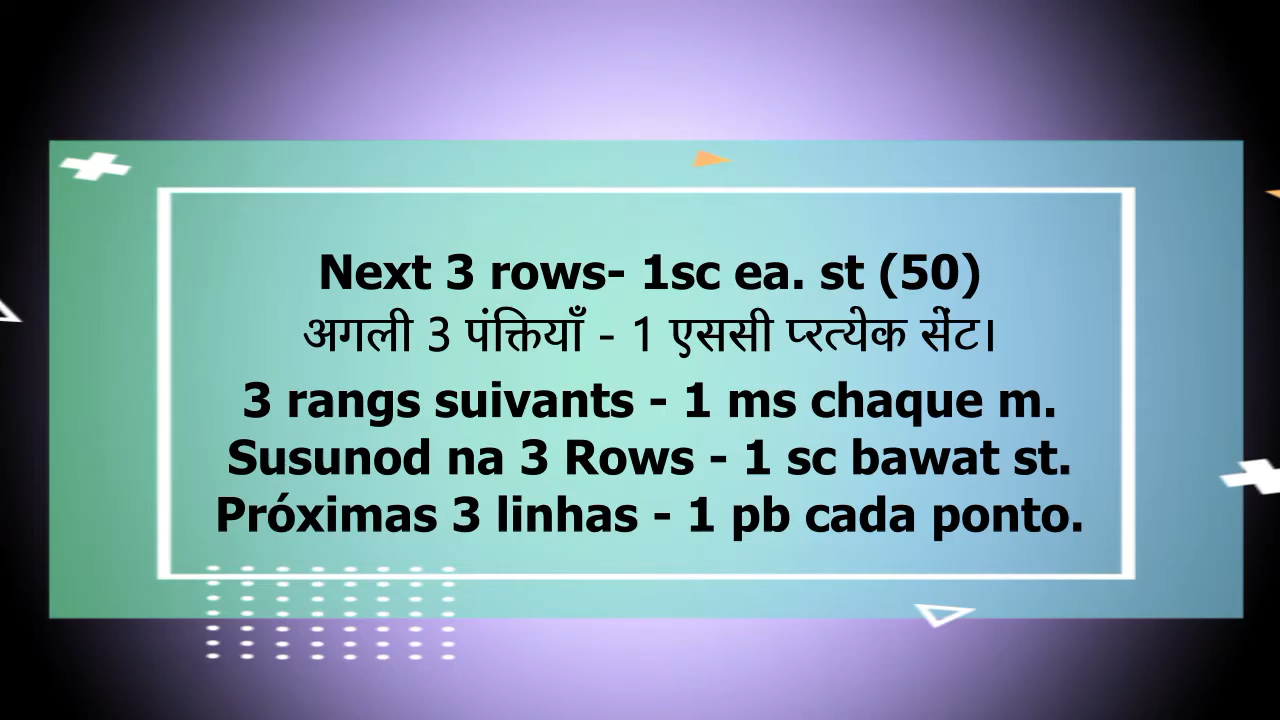 Next 3 rows- 1sc ea. st (50)
अगली 3 पंक्तियाँ - 1 एससी प्रत्येक सेंट।
3 rangs suivants - 1 ms chaque m.
Susunod na 3 Rows - 1 sc bawat st.
Próximas 3 linhas - 1 pb cada ponto.